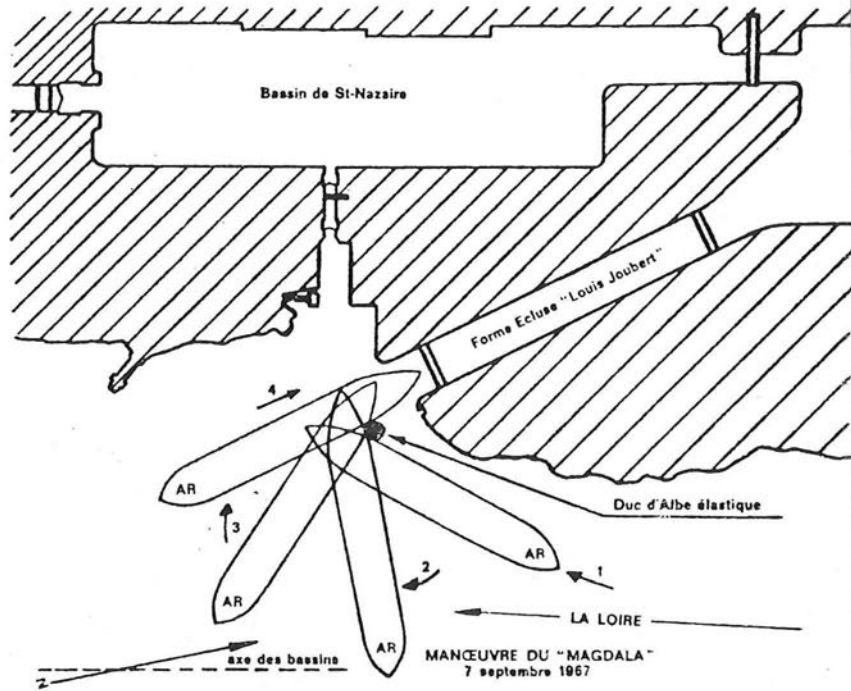 Bassin de St-Nazaire
Forme Ecluse "Louis Joubert"
4
AR
Duc d'Albe élastique
3
AR
1
2
AR
LA LOIRE
AR
MANŒUVRE DU "MAGDALA"
axe des bassins
7 septembre 1967
N